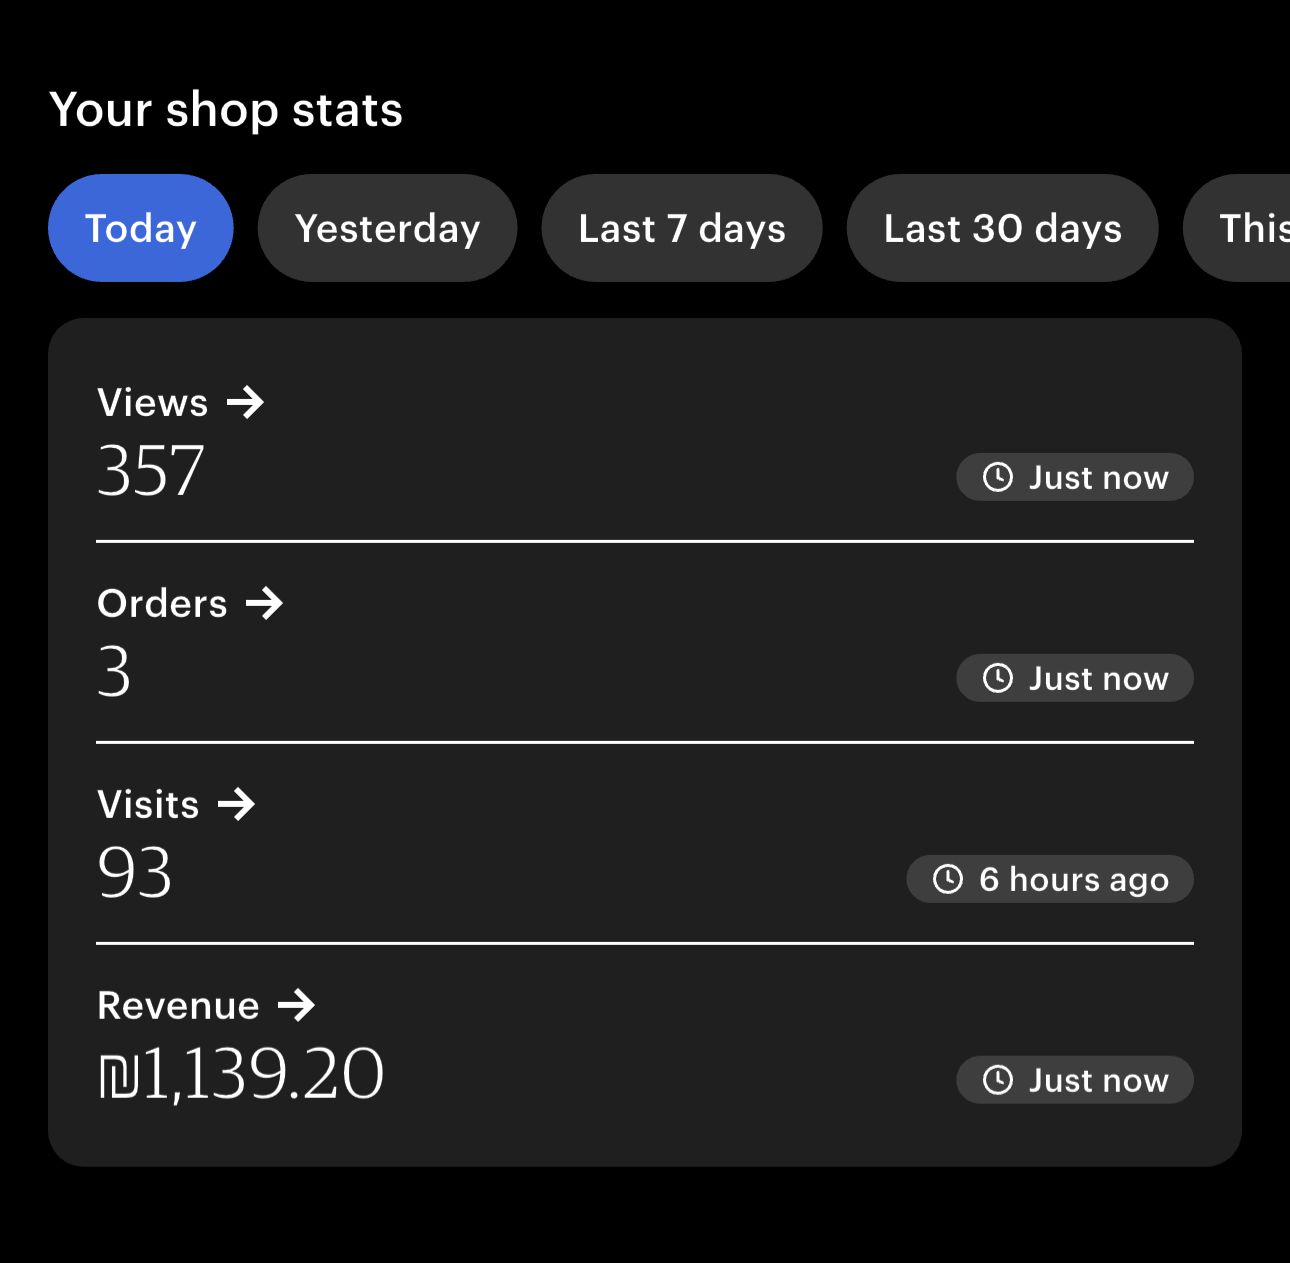 Your shop stats
Today Yesterday Last 7 days Last 30 days This
Views →
357
Just now
Orders →
3
Just now
Visits →
93
6 hours ago
Revenue →
₪1,139.20
Just now